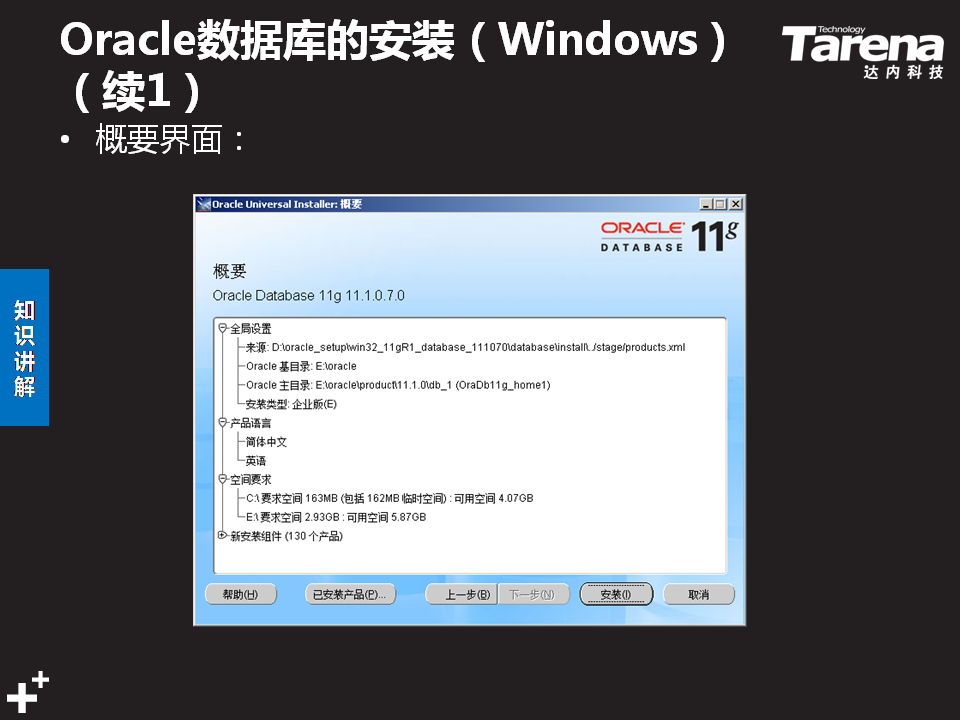 Oracle数据库的安装（Windows）
（续1）
Technology
Tarena
达内科技
• 概要界面：
知识讲解
Oracle Universal Installer: 概要
ORACLE
DATABASE 11g
概要
Oracle Database 11g 11.1.0.7.0
全局设置
来源: D:\oracle_setup\win32_11gR1_database_111070\database\install\../stage/products.xml
Oracle 基目录: E:\oracle
Oracle 主目录: E:\oracle\product\11.1.0\db_1 (OraDb11g_home1)
安装类型: 企业版(E)
产品语言
简体中文
英语
空间要求
C:\ 要求空间 163MB (包括 162MB 临时空间) : 可用空间 4.07GB
E:\ 要求空间 2.93GB : 可用空间 5.87GB
新安装组件 (130 个产品)
帮助(H) 已安装产品(P)... 上一步(B) 下一步(N) 安装(I) 取消